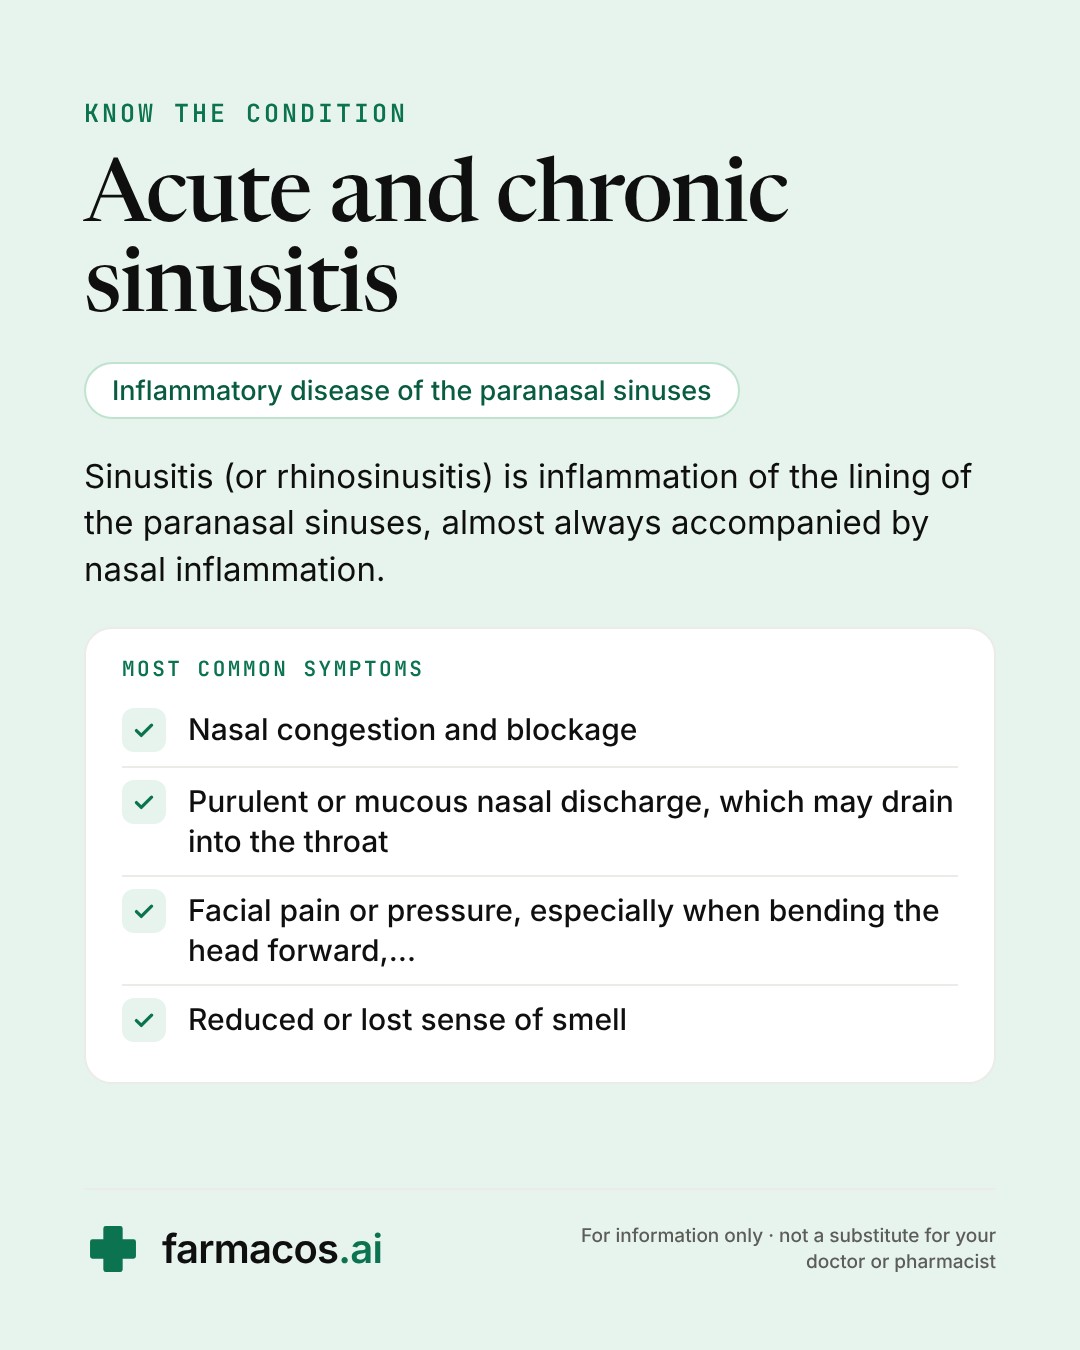 KNOW THE CONDITION
Acute and chronic
sinusitis
Inflammatory disease of the paranasal sinuses
Sinusitis (or rhinosinusitis) is inflammation of the lining of
the paranasal sinuses, almost always accompanied by
nasal inflammation.
MOST COMMON SYMPTOMS
Nasal congestion and blockage
Purulent or mucous nasal discharge, which may drain
into the throat
Facial pain or pressure, especially when bending the
head forward,...
Reduced or lost sense of smell
farmacos.ai
For information only · not a substitute for your
doctor or pharmacist